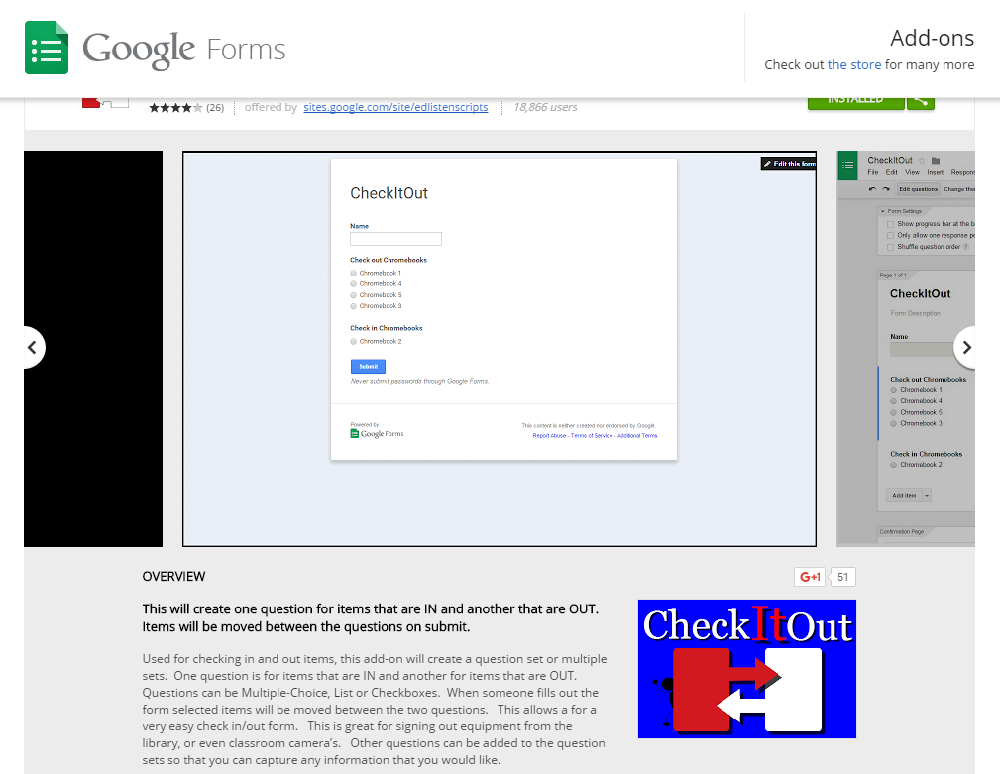 Google Forms
Add-ons
Check out the store for many more
(26) offered by sites.google.com/site/edlistenscripts 18,866 users
INSTALLED
Edit this form
CheckItOut
Name
Check out Chromebooks
Chromebook 1
Chromebook 4
Chromebook 5
Chromebook 3
Check in Chromebooks
Chromebook 2
Submit
Never submit passwords through Google Forms.
Powered by
Google Forms
This content is neither created nor endorsed by Google.
Report Abuse - Terms of Service - Additional Terms
CheckItOut
File Edit View Insert Respon
Edit questions Change the
Form Settings
Show progress bar at the b
Only allow one response p
Shuffle question order ?
Page 1 of 1
CheckItOut
Form Description
Name
Check out Chromebooks
Chromebook 1
Chromebook 4
Chromebook 5
Chromebook 3
Check in Chromebooks
Chromebook 2
Add item
Confirmation Page
OVERVIEW
G+1 51
This will create one question for items that are IN and another that are OUT.
Items will be moved between the questions on submit.
Used for checking in and out items, this add-on will create a question set or multiple
sets. One question is for items that are IN and another for items that are OUT.
Questions can be Multiple-Choice, List or Checkboxes. When someone fills out the
form selected items will be moved between the two questions. This allows a for a
very easy check in/out form. This is great for signing out equipment from the
library, or even classroom camera's. Other questions can be added to the question
sets so that you can capture any information that you would like.
CheckItOut